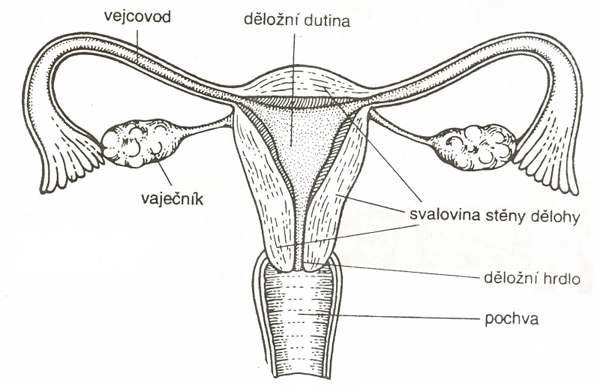 vejcovod
děložní dutina
vaječník
svalovina stěny dělohy
děložní hrdlo
pochva